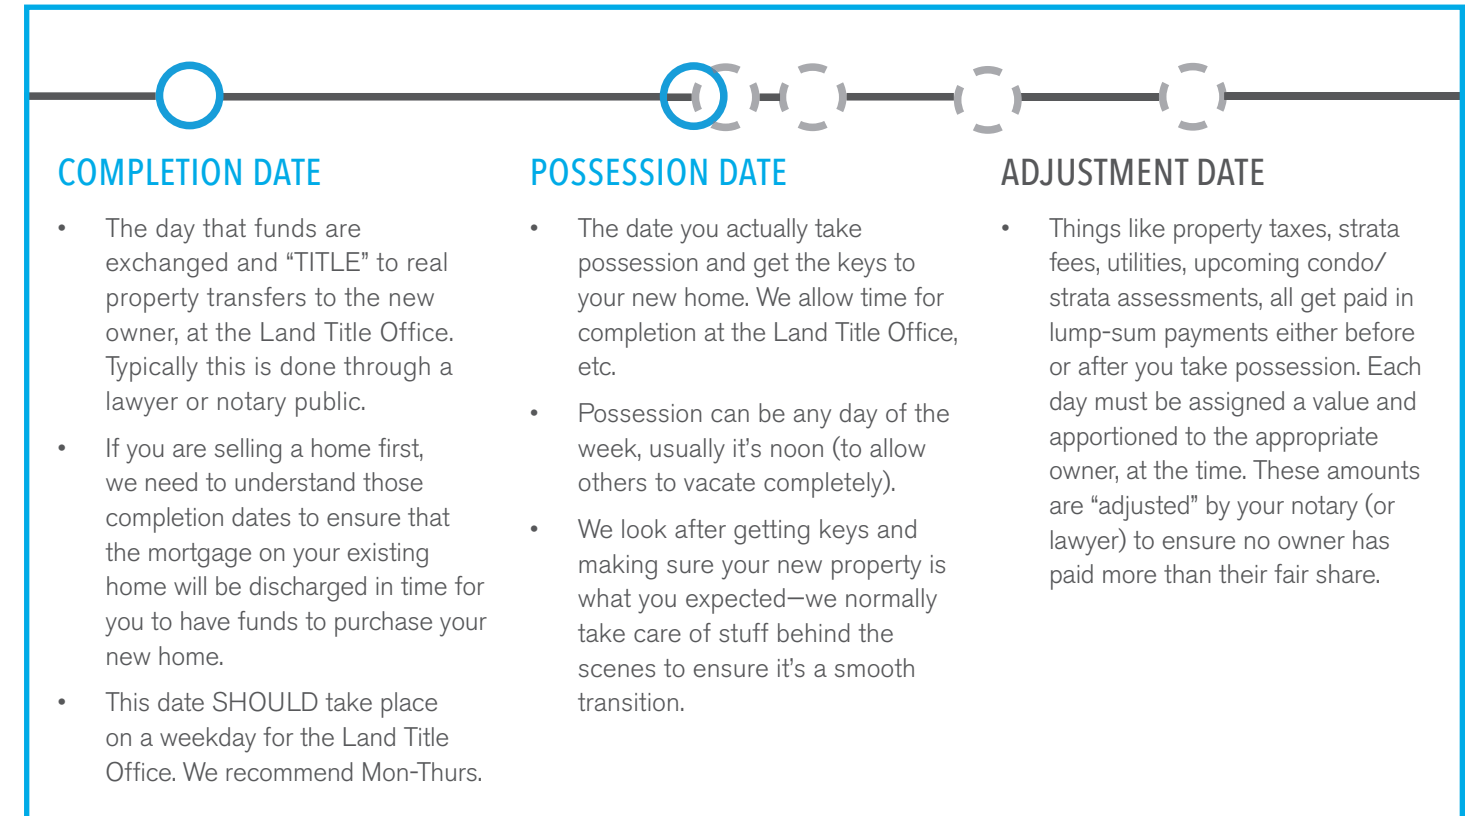 COMPLETION DATE
• The day that funds are
exchanged and “TITLE” to real
property transfers to the new
owner, at the Land Title Office.
Typically this is done through a
lawyer or notary public.
• If you are selling a home first,
we need to understand those
completion dates to ensure that
the mortgage on your existing
home will be discharged in time for
you to have funds to purchase your
new home.
• This date SHOULD take place
on a weekday for the Land Title
Office. We recommend Mon-Thurs.
POSSESSION DATE
• The date you actually take
possession and get the keys to
your new home. We allow time for
completion at the Land Title Office,
etc.
• Possession can be any day of the
week, usually it’s noon (to allow
others to vacate completely).
• We look after getting keys and
making sure your new property is
what you expected—we normally
take care of stuff behind the
scenes to ensure it’s a smooth
transition.
ADJUSTMENT DATE
• Things like property taxes, strata
fees, utilities, upcoming condo/
strata assessments, all get paid in
lump-sum payments either before
or after you take possession. Each
day must be assigned a value and
apportioned to the appropriate
owner, at the time. These amounts
are “adjusted” by your notary (or
lawyer) to ensure no owner has
paid more than their fair share.